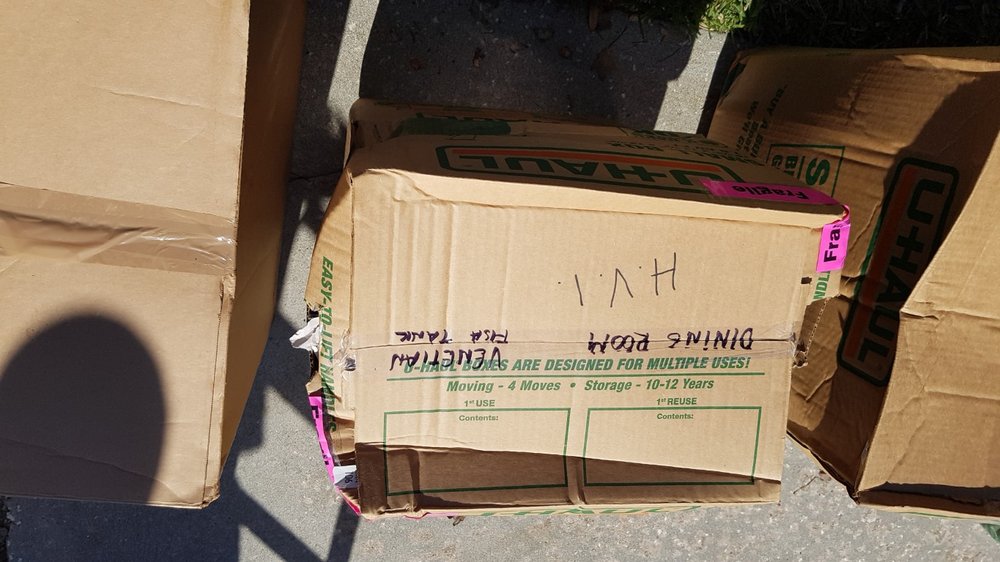 U-HAUL
Fragile
Fra
H.V.I
DINING ROOM
VENETIAN
FISH TANK
U-HAUL BOXES ARE DESIGNED FOR MULTIPLE USES!
Moving - 4 Moves • Storage - 10-12 Years
1st USE
Contents:
1st REUSE
Contents:
EASY-TO-LIFT HAND
U-HAUL